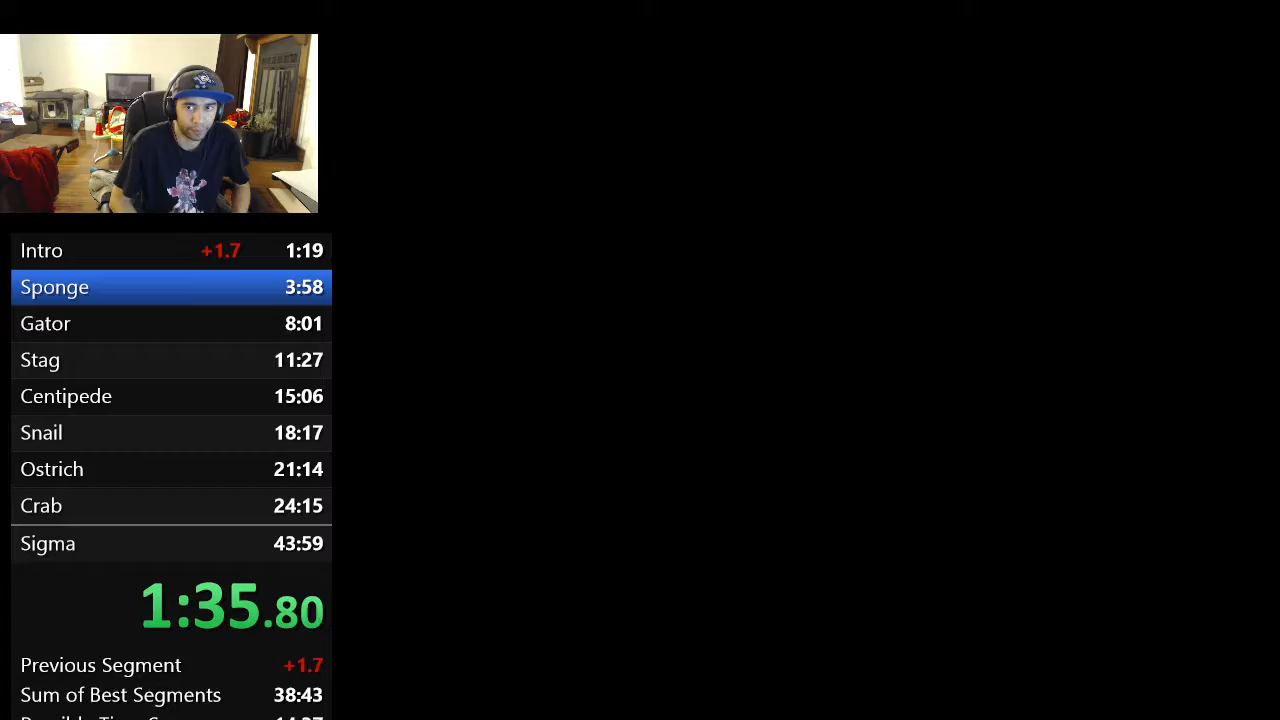 Intro +1.7 1:19
Sponge 3:58
Gator 8:01
Stag 11:27
Centipede 15:06
Snail 18:17
Ostrich 21:14
Crab 24:15
Sigma 43:59
1:35.80
Previous Segment +1.7
Sum of Best Segments 38:43